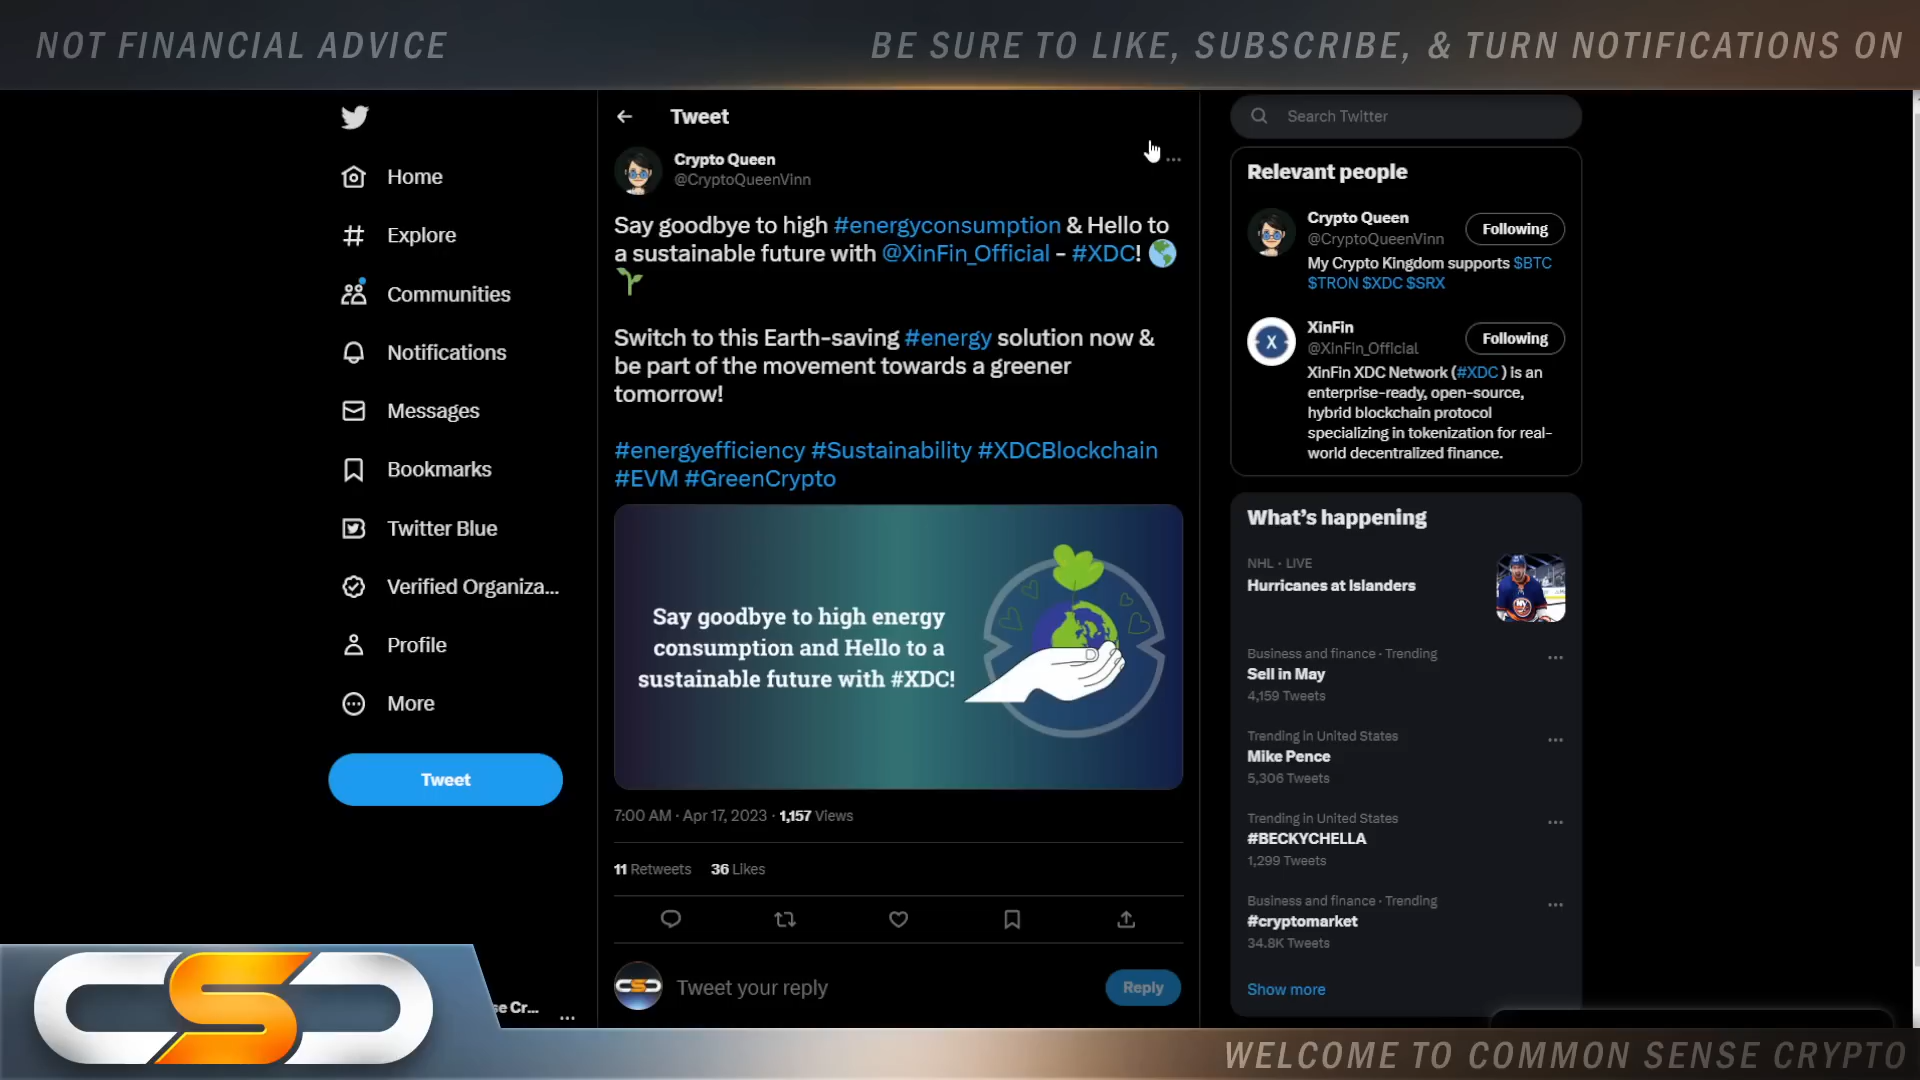 NOT FINANCIAL ADVICE
BE SURE TO LIKE, SUBSCRIBE, & TURN NOTIFICATIONS ON
Home
Explore
Communities
Notifications
Messages
Bookmarks
Twitter Blue
Verified Organiza...
Profile
More
Tweet
se Cr...
Tweet
Crypto Queen
@CryptoQueenVinn
Say goodbye to high #energyconsumption & Hello to
a sustainable future with @XinFin_Official - #XDC! 🌎
🌱
Switch to this Earth-saving #energy solution now &
be part of the movement towards a greener
tomorrow!
#energyefficiency #Sustainability #XDCBlockchain
#EVM #GreenCrypto
Say goodbye to high energy
consumption and Hello to a
sustainable future with #XDC!
7:00 AM · Apr 17, 2023 · 1,157 Views
11 Retweets 36 Likes
CSC
Tweet your reply
Reply
Search Twitter
Relevant people
Crypto Queen
@CryptoQueenVinn
Following
My Crypto Kingdom supports $BTC
$TRON $XDC $SRX
X
XinFin
@XinFin_Official
Following
XinFin XDC Network (#XDC ) is an
enterprise-ready, open-source,
hybrid blockchain protocol
specializing in tokenization for real-
world decentralized finance.
What's happening
NHL · LIVE
Hurricanes at Islanders
Business and finance · Trending
Sell in May
4,159 Tweets
Trending in United States
Mike Pence
5,306 Tweets
Trending in United States
#BECKYCHELLA
1,299 Tweets
Business and finance · Trending
#cryptomarket
34.8K Tweets
Show more
CSC
WELCOME TO COMMON SENSE CRYPTO